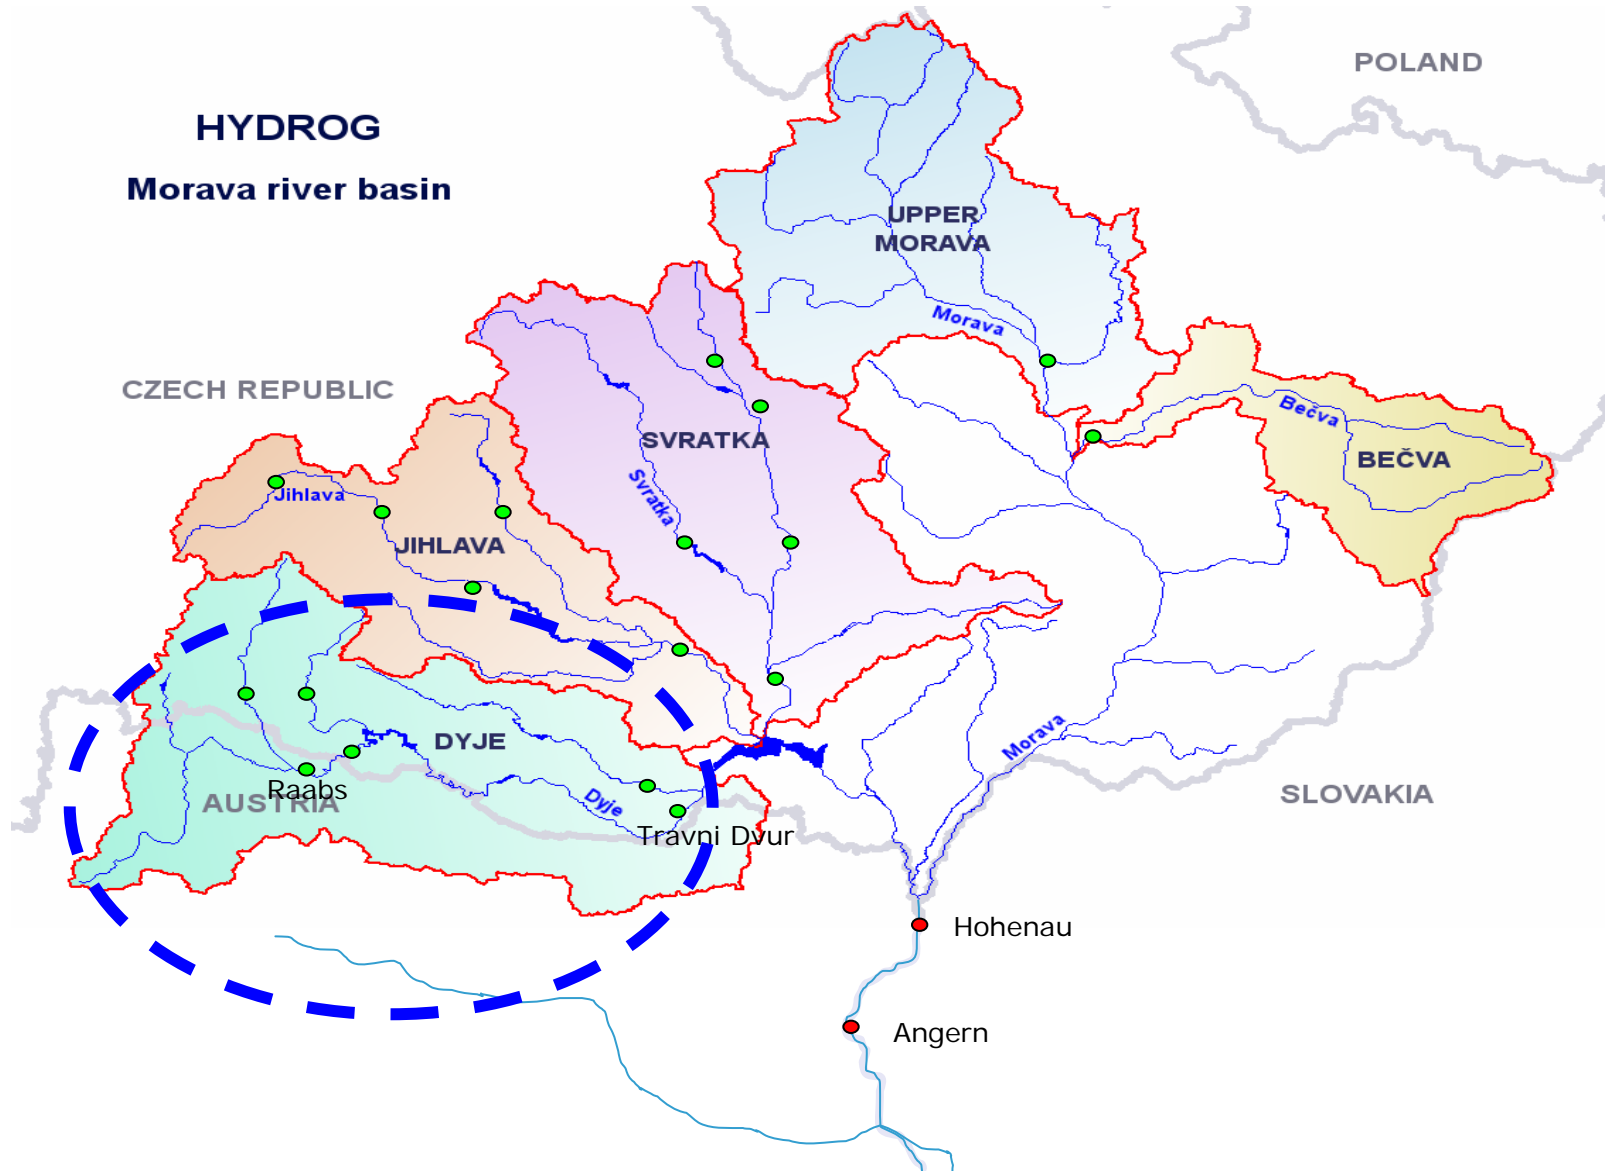 POLAND
HYDROG
Morava river basin
UPPER
MORAVA
Morava
CZECH REPUBLIC
Bečva
SVRATKA
BEČVA
Svratka
Jihlava
JIHLAVA
Morava
DYJE
Raabs
AUSTRIA
Dyje
SLOVAKIA
Travni Dvur
Hohenau
Angern